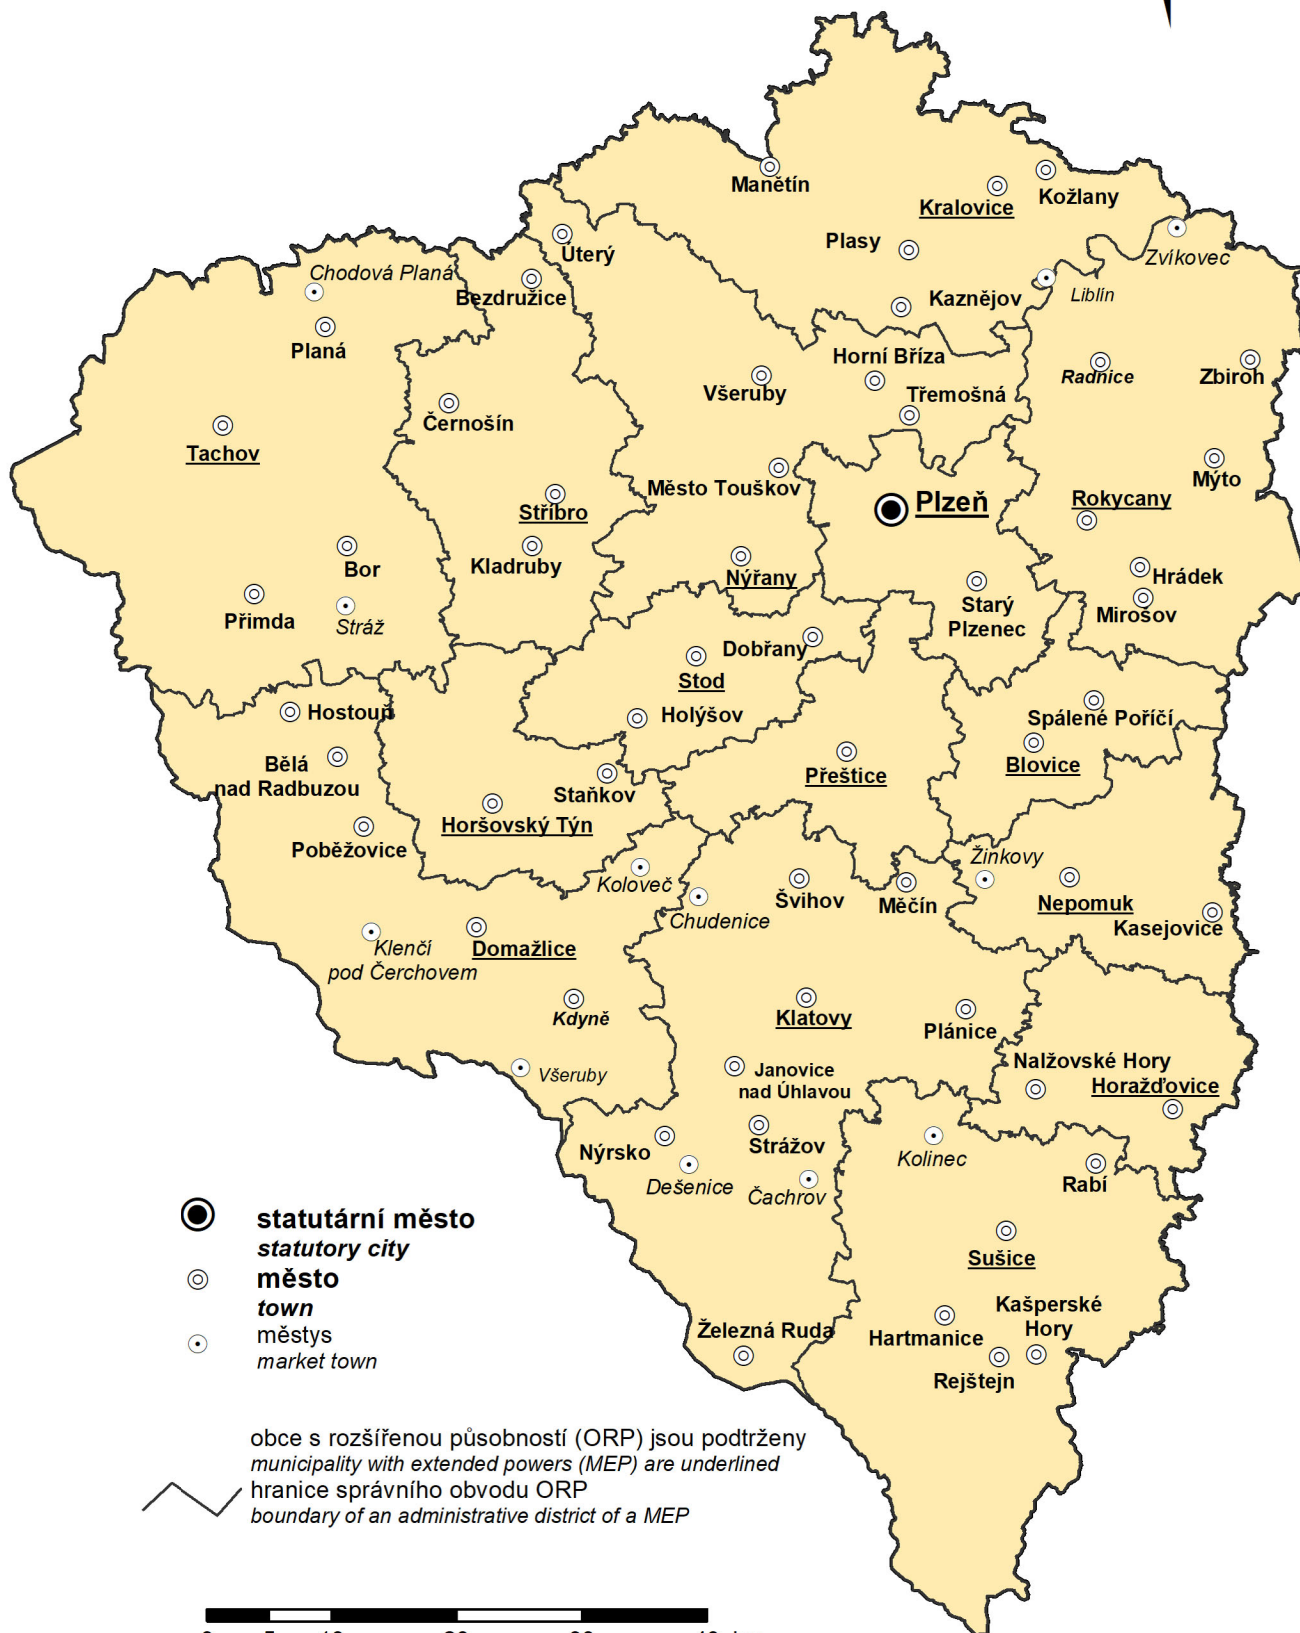 Manětín
Kralovice
Kožlany
Plasy
Úterý
Zvíkovec
Chodová Planá
Bezdružice
Kaznějov
Liblín
Planá
Horní Bříza
Radnice
Zbiroh
Všeruby
Třemošná
Černošín
Tachov
Mýto
Město Touškov
Rokycany
Plzeň
Stříbro
Kladruby
Bor
Nýřany
Hrádek
Přimda
Stráž
Starý
Plzenec
Mirošov
Dobřany
Stod
Hostouň
Holýšov
Spálené Poříčí
Bělá
nad Radbuzou
Blovice
Přeštice
Staňkov
Horšovský Týn
Poběžovice
Žinkovy
Koloveč
Švihov
Měčín
Nepomuk
Chudenice
Kasejovice
Klenčí
pod Čerchovem
Domažlice
Kdyně
Klatovy
Plánice
Nalžovské Hory
Janovice
nad Úhlavou
Všeruby
Horažďovice
Nýrsko
Strážov
Kolinec
Dešenice
Čachrov
Rabí
Sušice
Kašperské
Hory
Železná Ruda
Hartmanice
Rejštejn
statutární město
statutory city
město
town
městys
market town
obce s rozšířenou působností (ORP) jsou podtrženy
municipality with extended powers (MEP) are underlined
hranice správního obvodu ORP
boundary of an administrative district of a MEP